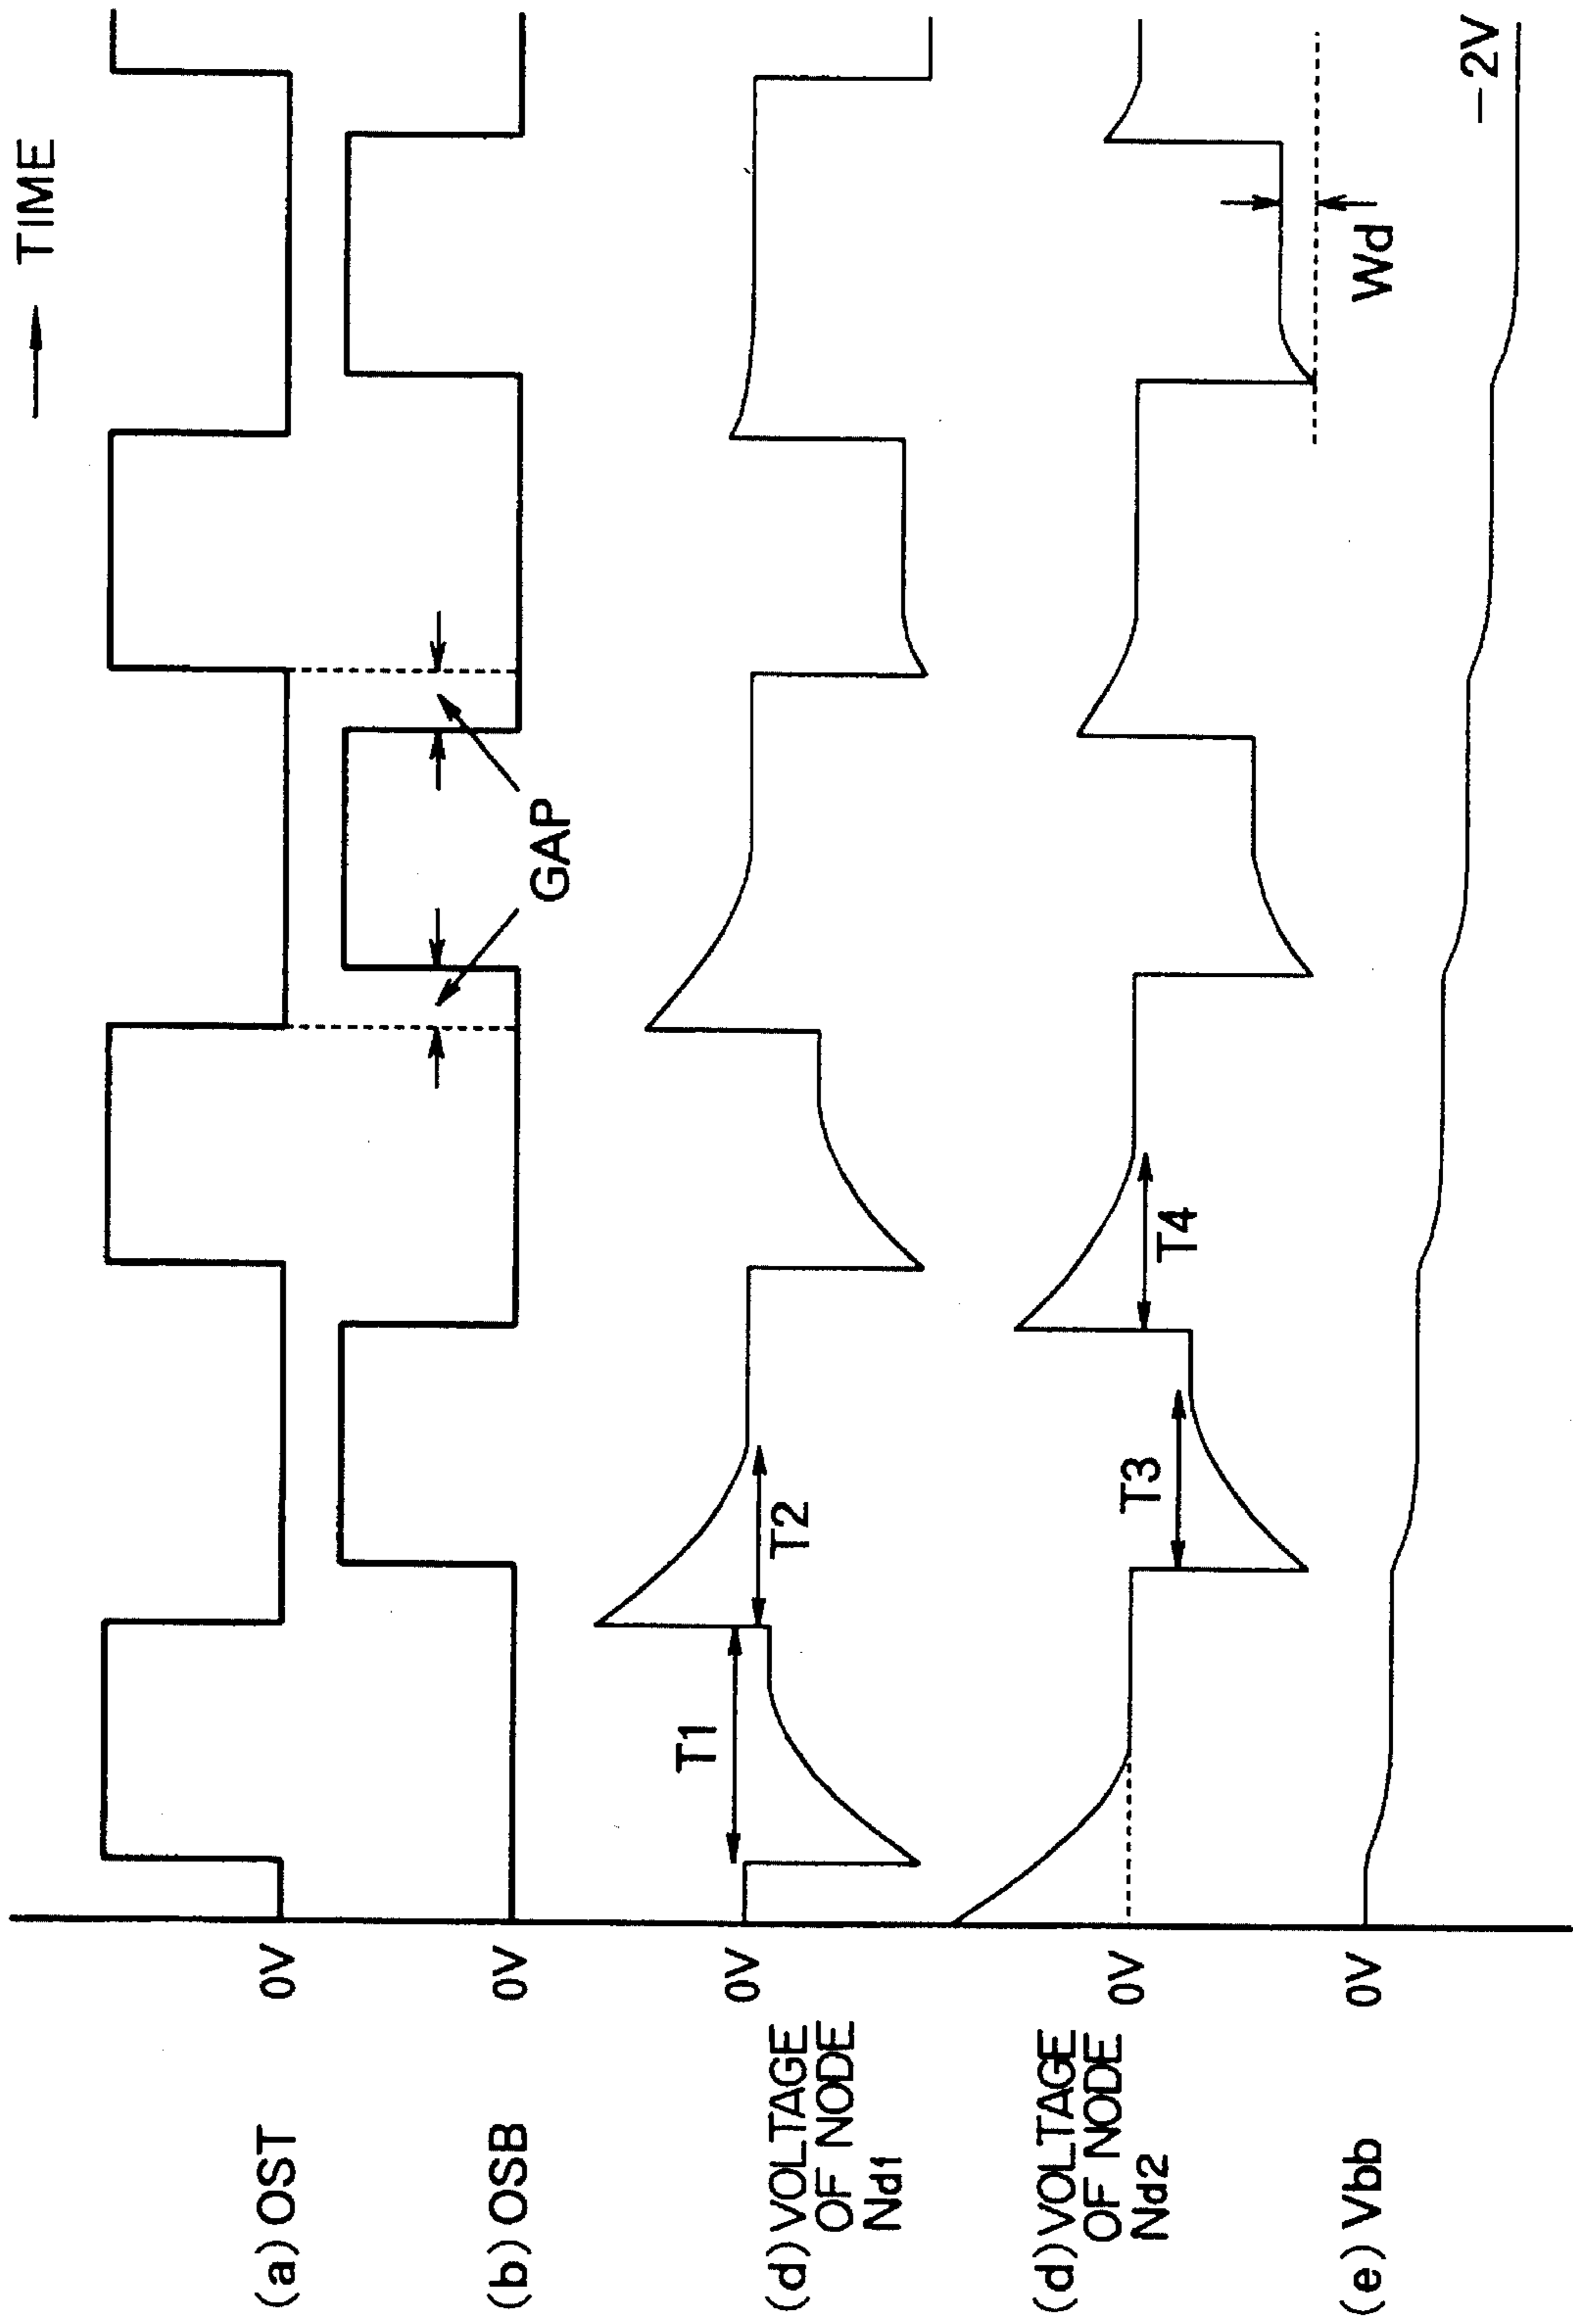 → TIME
(a) OST 0V
(b) OSB 0V
GAP
(d) VOLTAGE
OF NODE
Nd1
0V
T1
T2
(d) VOLTAGE
OF NODE
Nd2
0V
T3
T4
Wd
(e) Vbb 0V
−2V